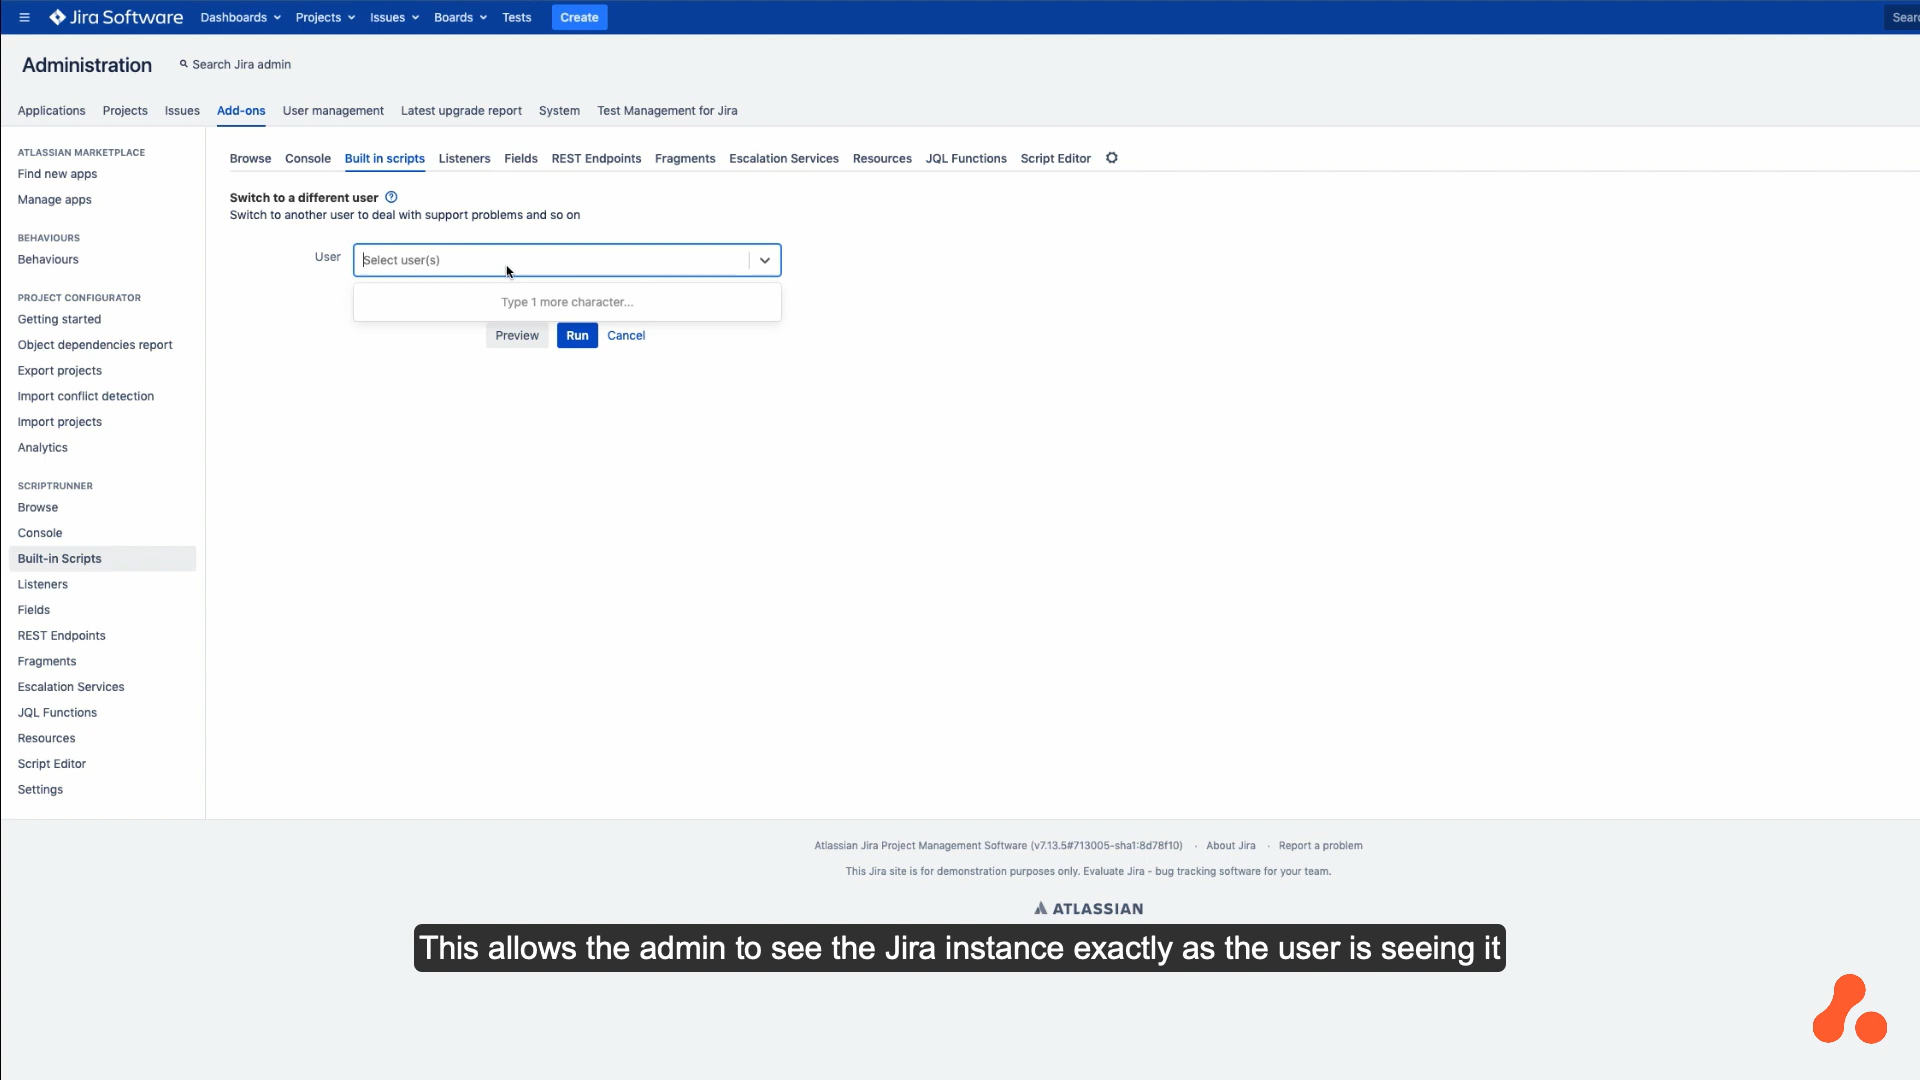 Jira Software
Dashboards Projects Issues Boards Tests Create
Administration
Search Jira admin
Applications Projects Issues Add-ons User management Latest upgrade report System Test Management for Jira
ATLASSIAN MARKETPLACE
Find new apps
Manage apps
BEHAVIOURS
Behaviours
PROJECT CONFIGURATOR
Getting started
Object dependencies report
Export projects
Import conflict detection
Import projects
Analytics
SCRIPTRUNNER
Browse
Console
Built-in Scripts
Listeners
Fields
REST Endpoints
Fragments
Escalation Services
JQL Functions
Resources
Script Editor
Settings
Browse Console Built in scripts Listeners Fields REST Endpoints Fragments Escalation Services Resources JQL Functions Script Editor
Switch to a different user
Switch to another user to deal with support problems and so on
User
Select user(s)
Type 1 more character...
Preview Run Cancel
Atlassian Jira Project Management Software (v7.13.5#713005-sha1:8d78f10) · About Jira · Report a problem
This Jira site is for demonstration purposes only. Evaluate Jira - bug tracking software for your team.
ATLASSIAN
This allows the admin to see the Jira instance exactly as the user is seeing it